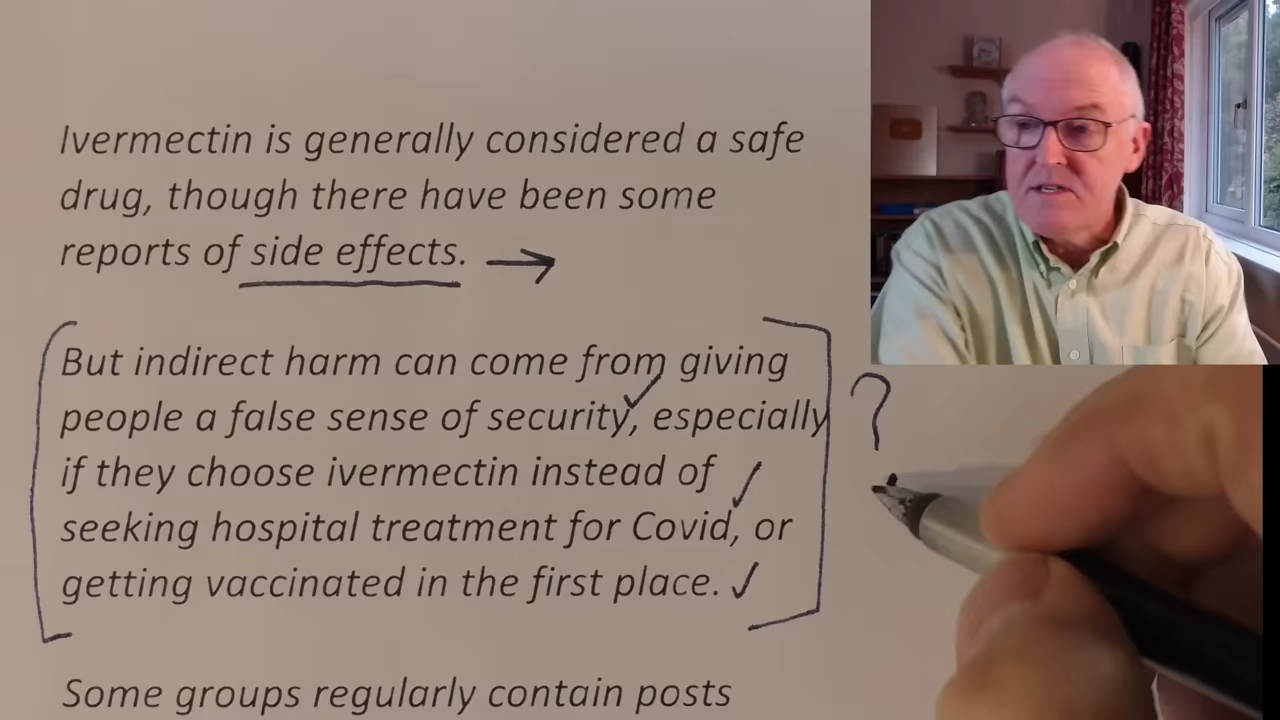 Ivermectin is generally considered a safe
drug, though there have been some
reports of side effects.
But indirect harm can come from giving
people a false sense of security, especially
if they choose ivermectin instead of
seeking hospital treatment for Covid, or
getting vaccinated in the first place.
?
Some groups regularly contain posts